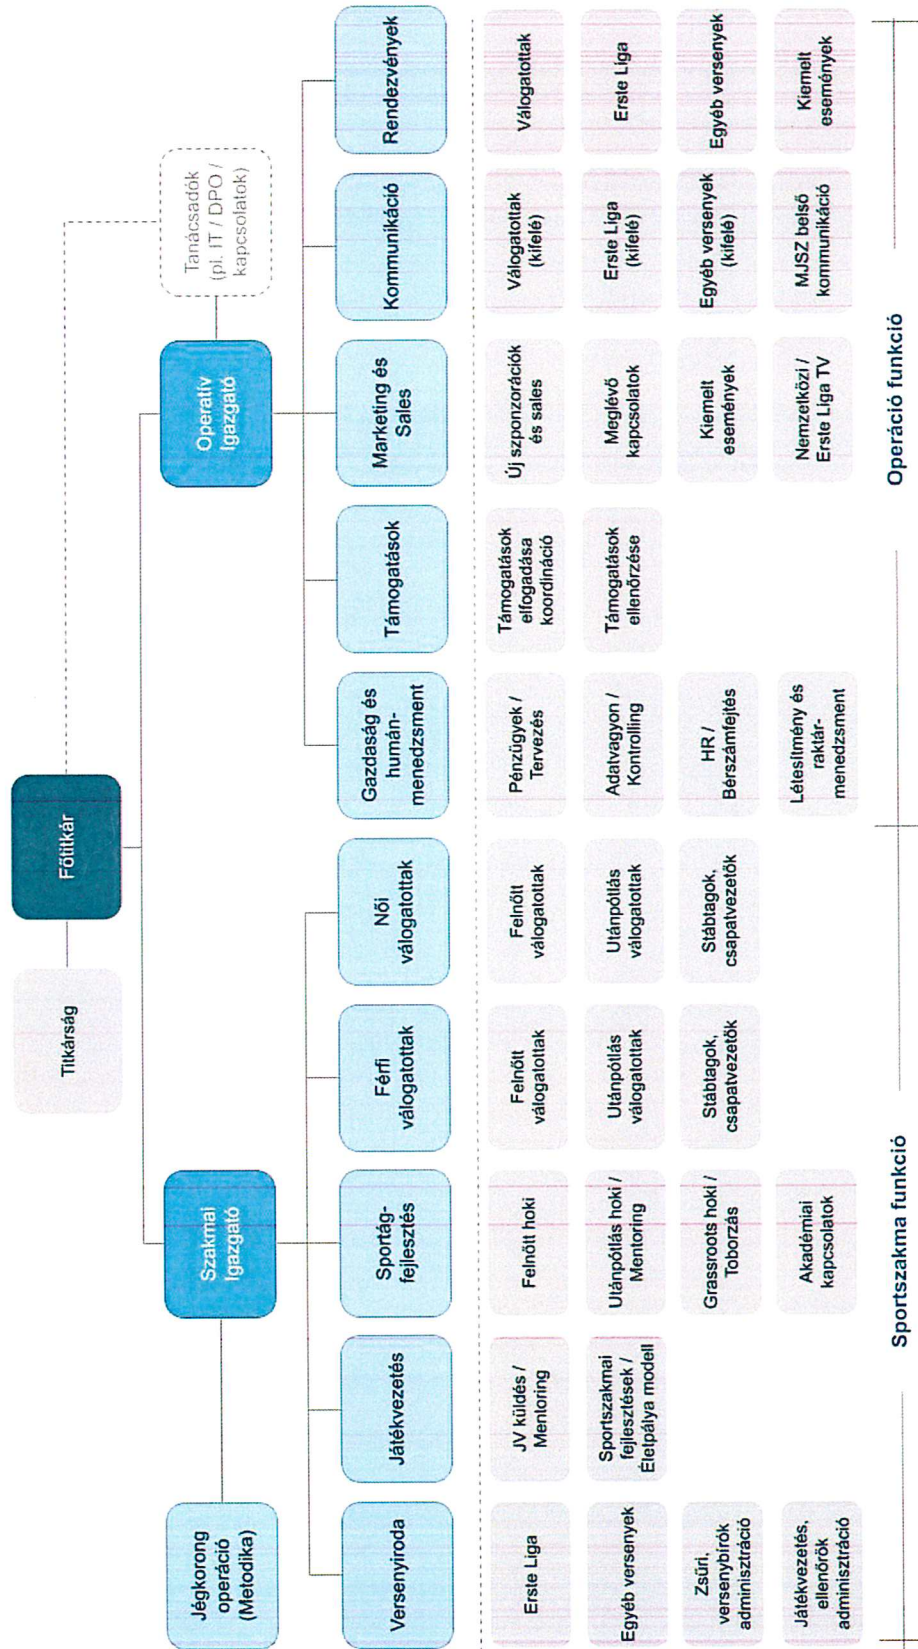 Főtitkár
Titkárság
Tanácsadók
(pl. IT / DPO /
kapcsolatok)
Szakmai
Igazgató
Operatív
Igazgató
Jégkorong
operáció
(Metodika)
Versenyiroda
Játékvezetés
Sportág-
fejlesztés
Férfi
válogatottak
Női
válogatottak
Gazdaság és
humán-
menedzsment
Támogatások
Marketing és
Sales
Kommunikáció
Rendezvények
Erste Liga
Egyéb versenyek
Zsűri,
versenybírók
adminisztráció
Játékvezetés,
ellenőrök
adminisztráció
JV küldés /
Mentoring
Sportszakmai
fejlesztések /
Életpálya modell
Felnőtt hoki
Utánpótlás hoki /
Mentoring
Grassroots hoki /
Toborzás
Akadémiai
kapcsolatok
Felnőtt
válogatottak
Utánpótlás
válogatottak
Stábtagok,
csapatvezetők
Felnőtt
válogatottak
Utánpótlás
válogatottak
Stábtagok,
csapatvezetők
Pénzügyek /
Tervezés
Adatvagyon /
Kontrolling
HR /
Bérszámfejtés
Létesítmény és
raktár-
menedzsment
Támogatások
elfogadása
koordináció
Támogatások
ellenőrzése
Új szponzorációk
és sales
Meglévő
kapcsolatok
Kiemelt
események
Nemzetközi /
Erste Liga TV
Válogatottak
(kifelé)
Erste Liga
(kifelé)
Egyéb versenyek
(kifelé)
MJSZ belső
kommunikáció
Válogatottak
Erste Liga
Egyéb versenyek
Kiemelt
események
Sportszakma funkció
Operáció funkció